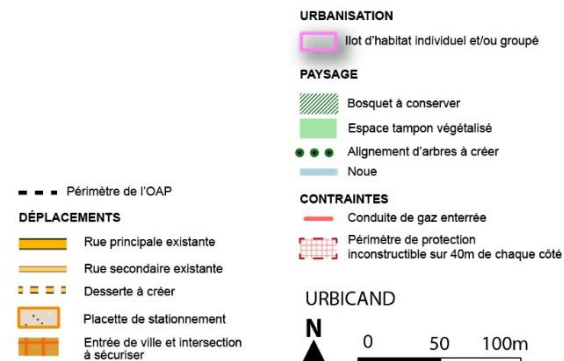 URBANISATION
Ilot d'habitat individuel et/ou groupé
PAYSAGE
Bosquet à conserver
Espace tampon végétalisé
Alignement d'arbres à créer
Noue
CONTRAINTES
Conduite de gaz enterrée
Périmètre de protection
inconstructible sur 40m de chaque côté
Périmètre de l'OAP
DÉPLACEMENTS
Rue principale existante
Rue secondaire existante
Desserte à créer
Placette de stationnement
Entrée de ville et intersection
à sécuriser
URBICAND
N
0 50 100m